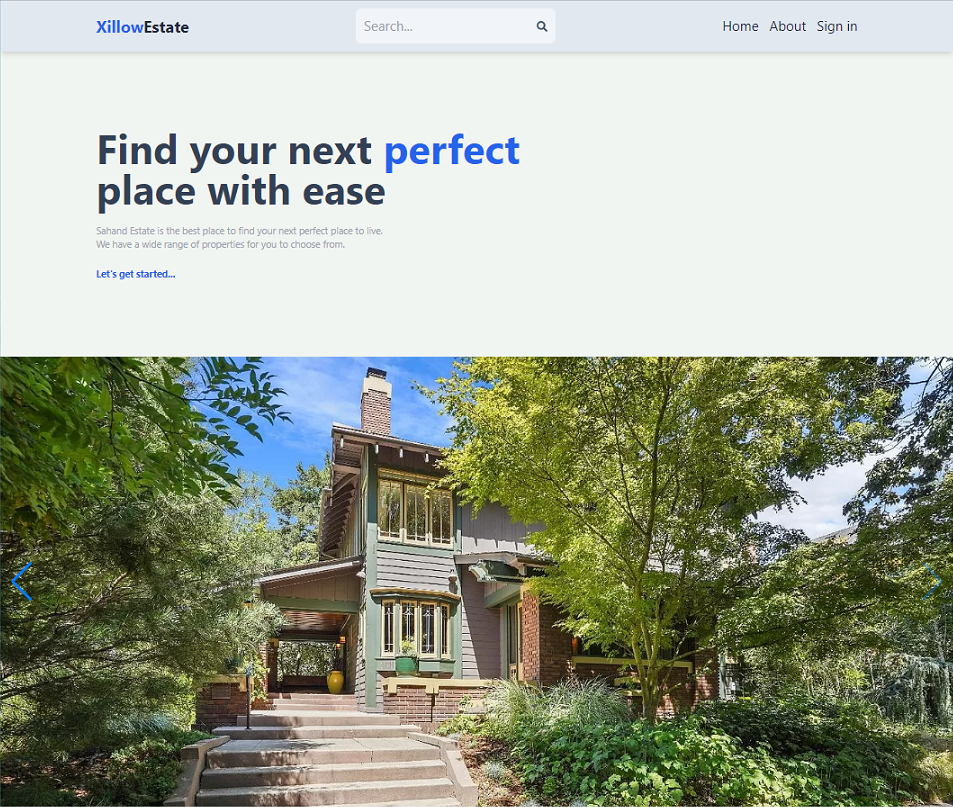 XillowEstate
Search...
Home About Sign in
Find your next perfect
place with ease
Sahand Estate is the best place to find your next perfect place to live.
We have a wide range of properties for you to choose from.
Let's get started...